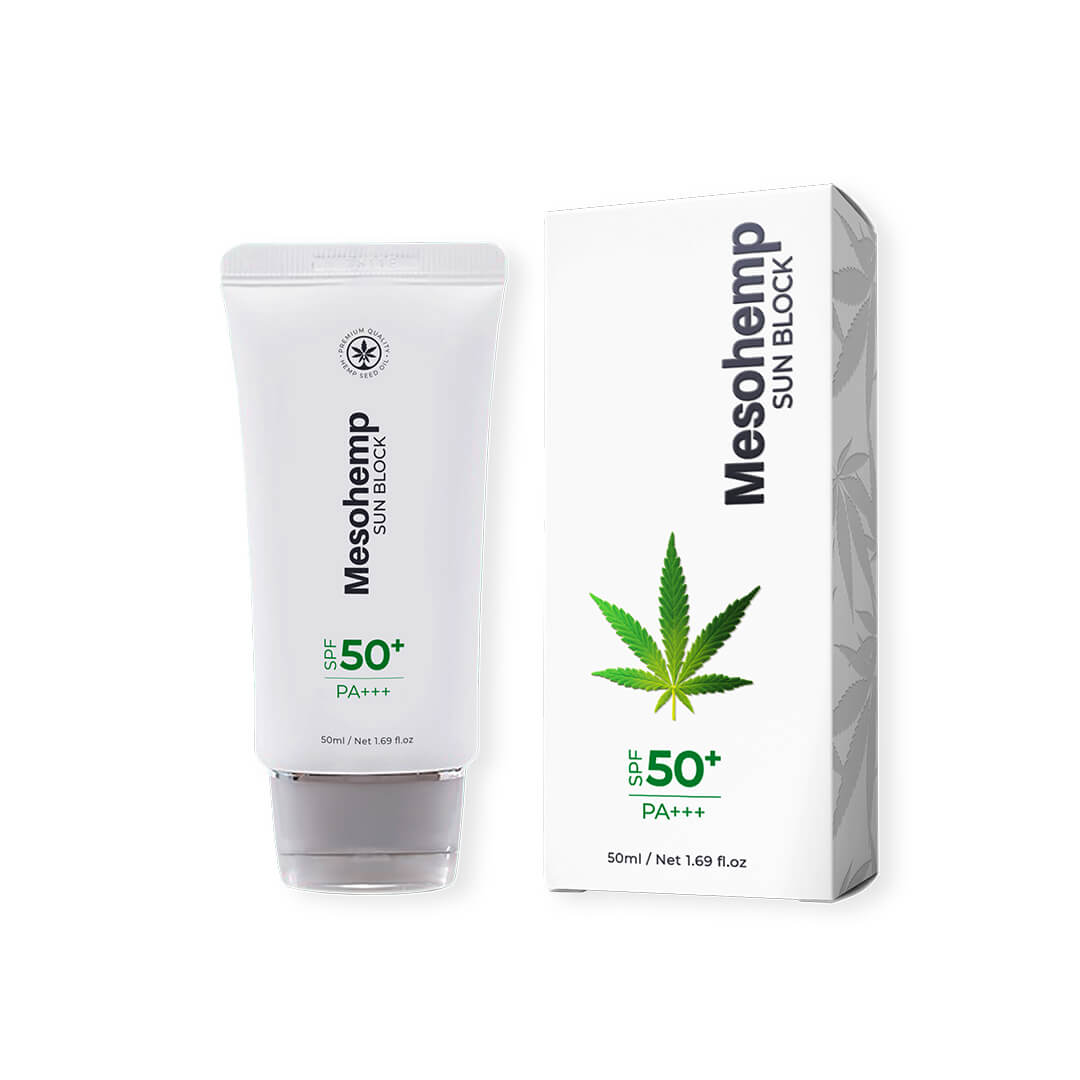 PREMIUM QUALITY
HEMP SEED OIL
Mesohemp
SUN BLOCK
SPF 50+
PA+++
50ml / Net 1.69 fl.oz
Mesohemp
SUN BLOCK
SPF 50+
PA+++
50ml / Net 1.69 fl.oz